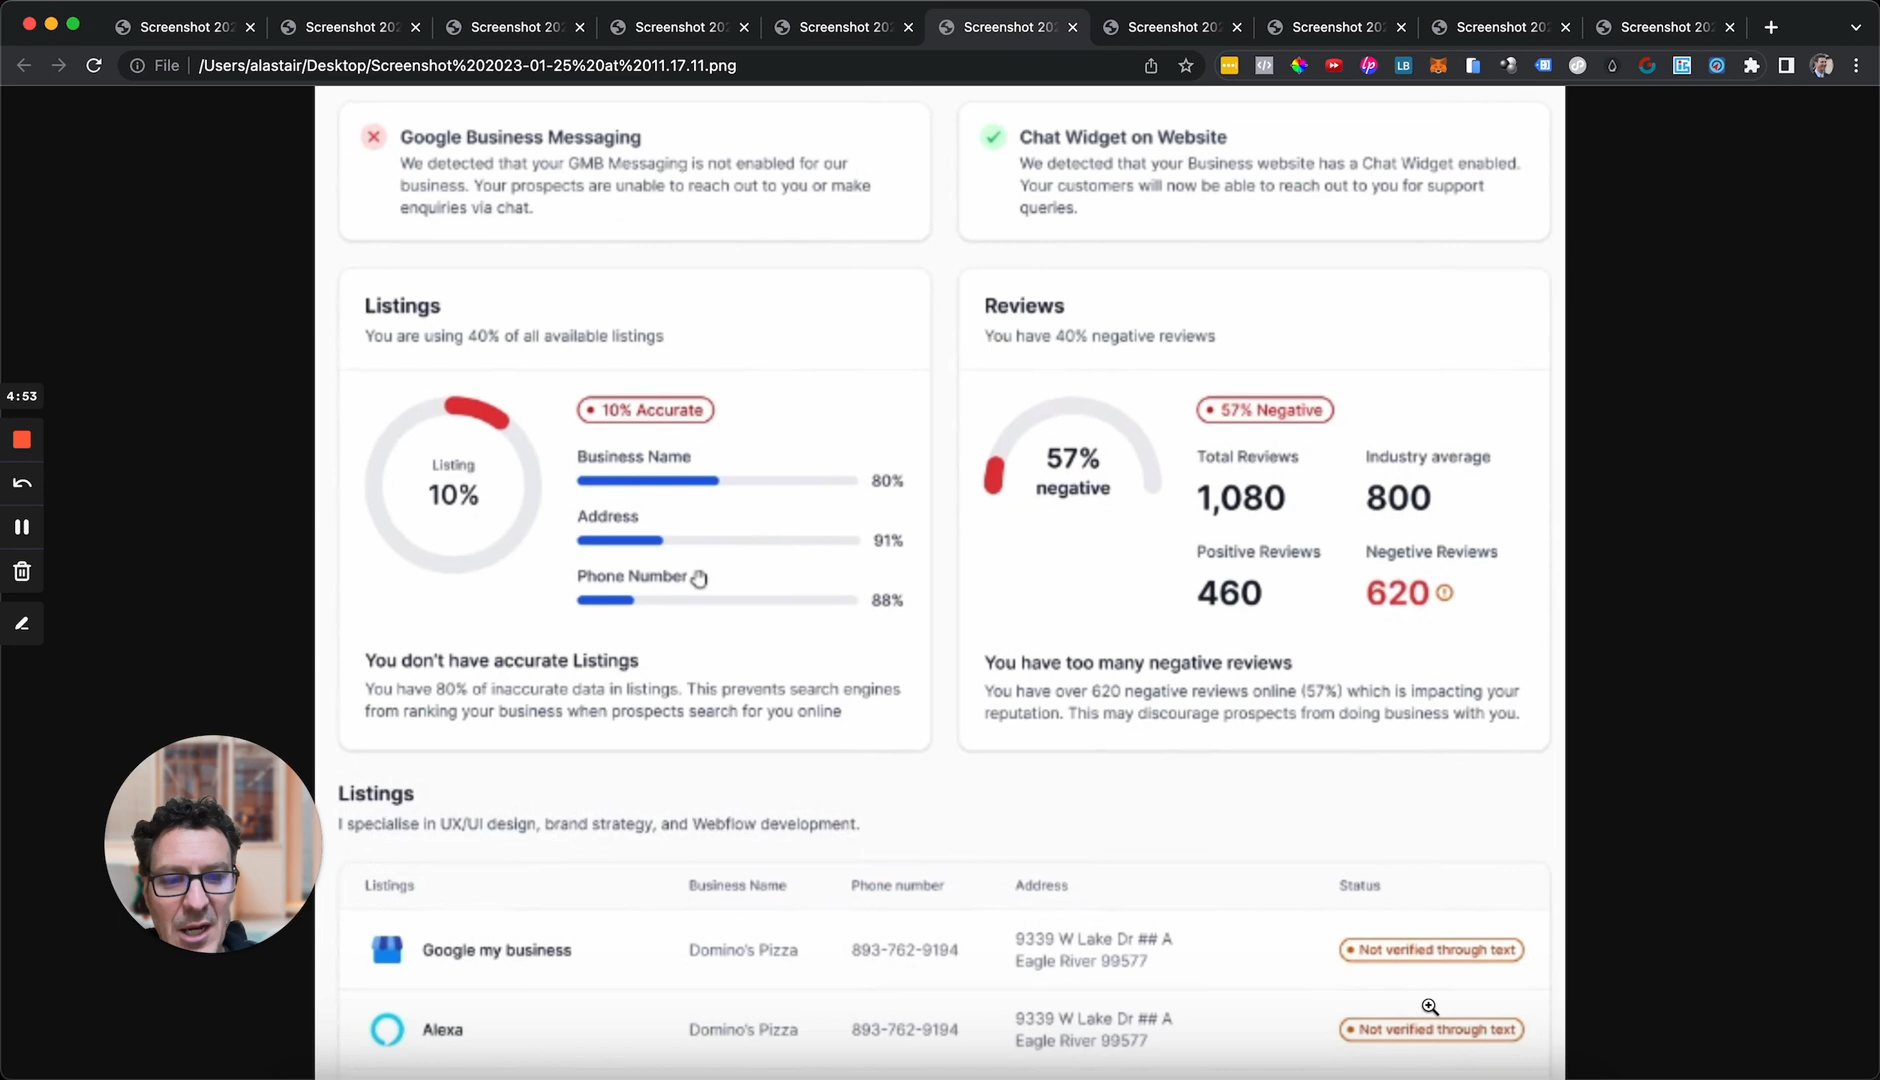 Screenshot 202
Screenshot 202
Screenshot 202
Screenshot 202
Screenshot 202
Screenshot 202
Screenshot 202
Screenshot 202
Screenshot 202
Screenshot 202
File /Users/alastair/Desktop/Screenshot%202023-01-25%20at%2011.17.11.png
LB
Google Business Messaging
We detected that your GMB Messaging is not enabled for our
business. Your prospects are unable to reach out to you or make
enquiries via chat.
Chat Widget on Website
We detected that your Business website has a Chat Widget enabled.
Your customers will now be able to reach out to you for support
queries.
Listings
You are using 40% of all available listings
Listing
10%
10% Accurate
Business Name
80%
Address
91%
Phone Number
88%
You don't have accurate Listings
You have 80% of inaccurate data in listings. This prevents search engines
from ranking your business when prospects search for you online
Reviews
You have 40% negative reviews
57%
negative
57% Negative
Total Reviews Industry average
1,080 800
Positive Reviews Negetive Reviews
460 620
You have too many negative reviews
You have over 620 negative reviews online (57%) which is impacting your
reputation. This may discourage prospects from doing business with you.
4:53
Listings
I specialise in UX/UI design, brand strategy, and Webflow development.
Listings Business Name Phone number Address Status
Google my business Domino's Pizza 893-762-9194 9339 W Lake Dr ## A
Eagle River 99577 Not verified through text
Alexa Domino's Pizza 893-762-9194 9339 W Lake Dr ## A
Eagle River 99577 Not verified through text